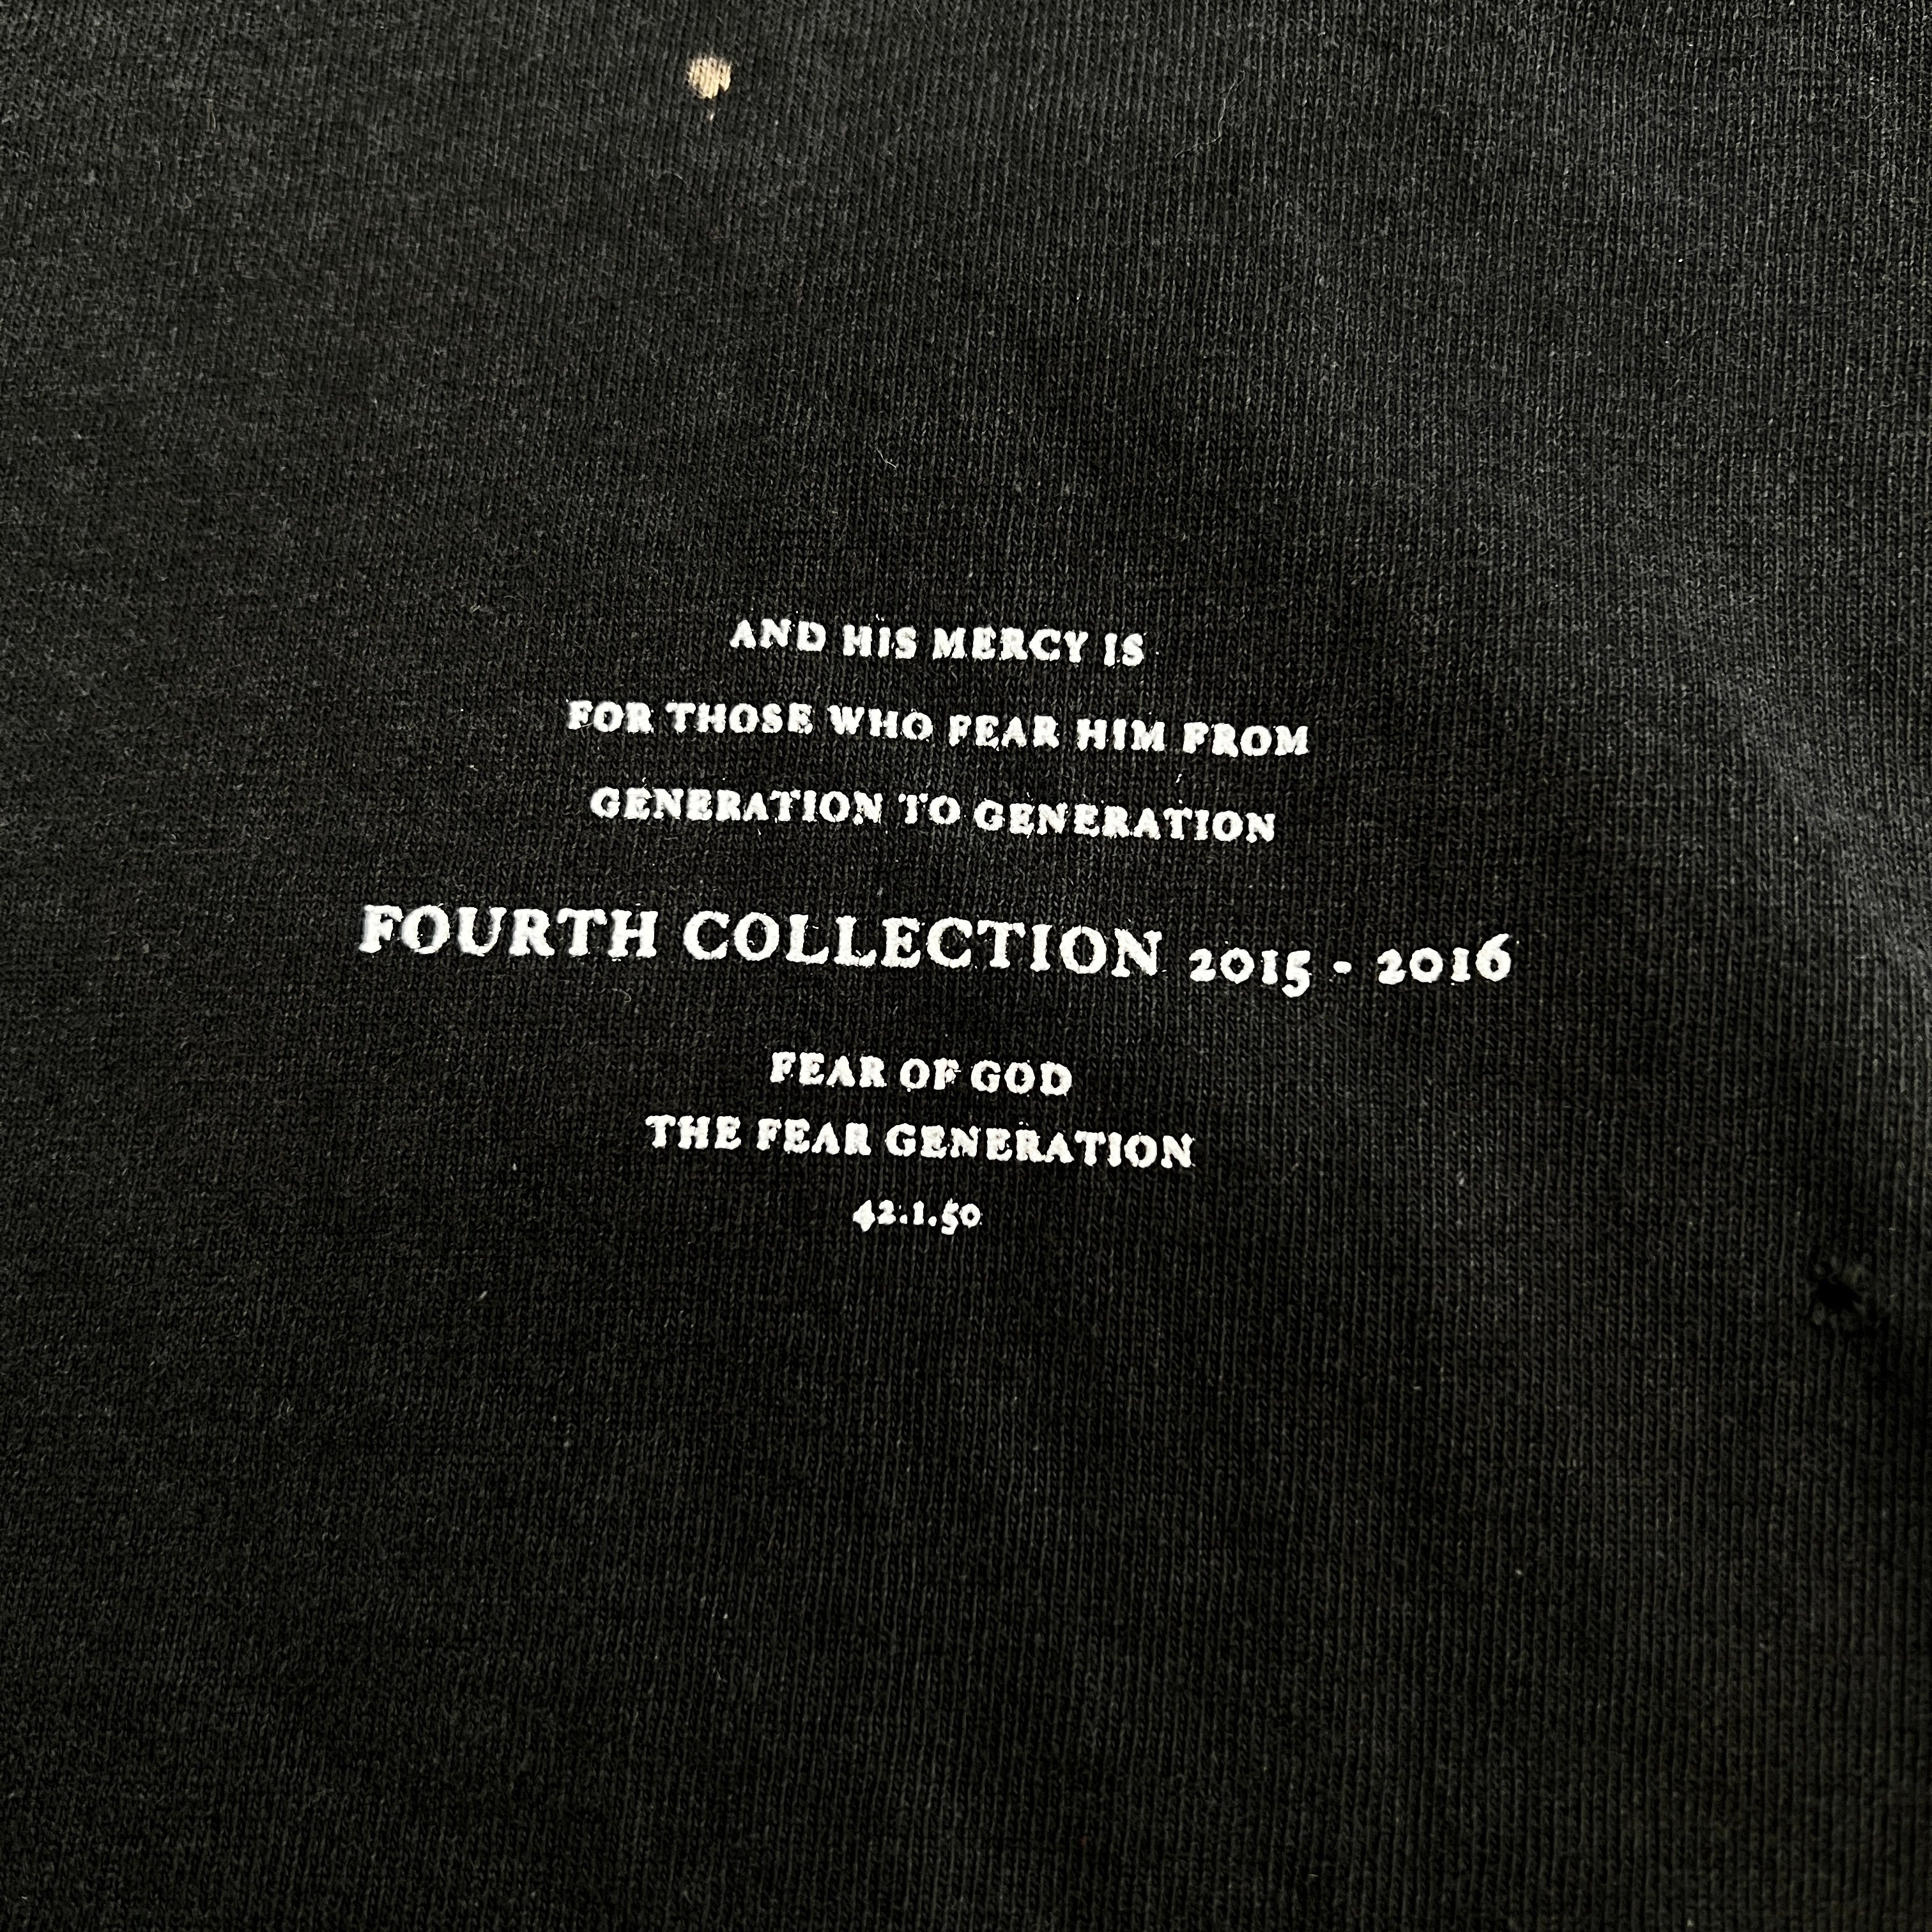 AND HIS MERCY IS
FOR THOSE WHO FEAR HIM FROM
GENERATION TO GENERATION
FOURTH COLLECTION 2015 - 2016
FEAR OF GOD
THE FEAR GENERATION
42.1.50